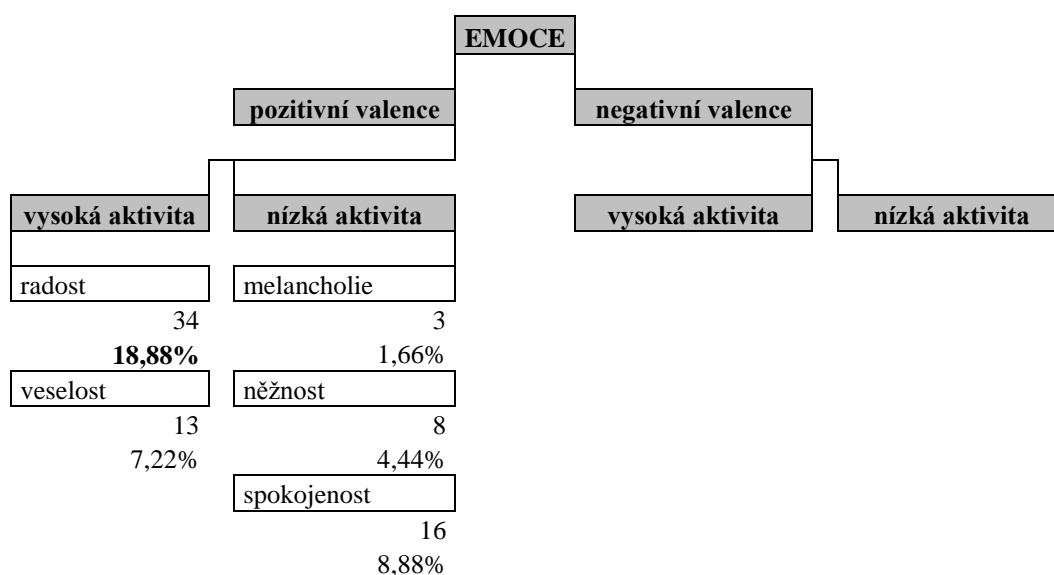 EMOCE
pozitivní valence negativní valence
vysoká aktivita nízká aktivita vysoká aktivita nízká aktivita
radost melancholie
34 3
18,88% 1,66%
veselost něžnost
13 8
7,22% 4,44%
spokojenost
16
8,88%